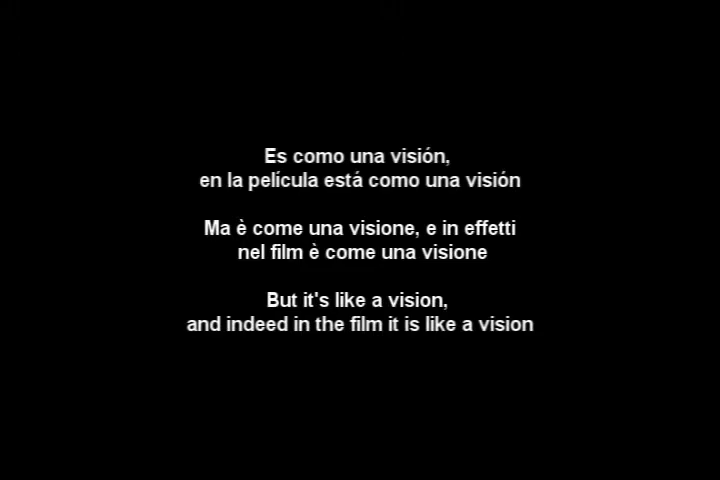 Es como una visión,
en la película está como una visión
Ma è come una visione, e in effetti
nel film è come una visione
But it's like a vision,
and indeed in the film it is like a vision